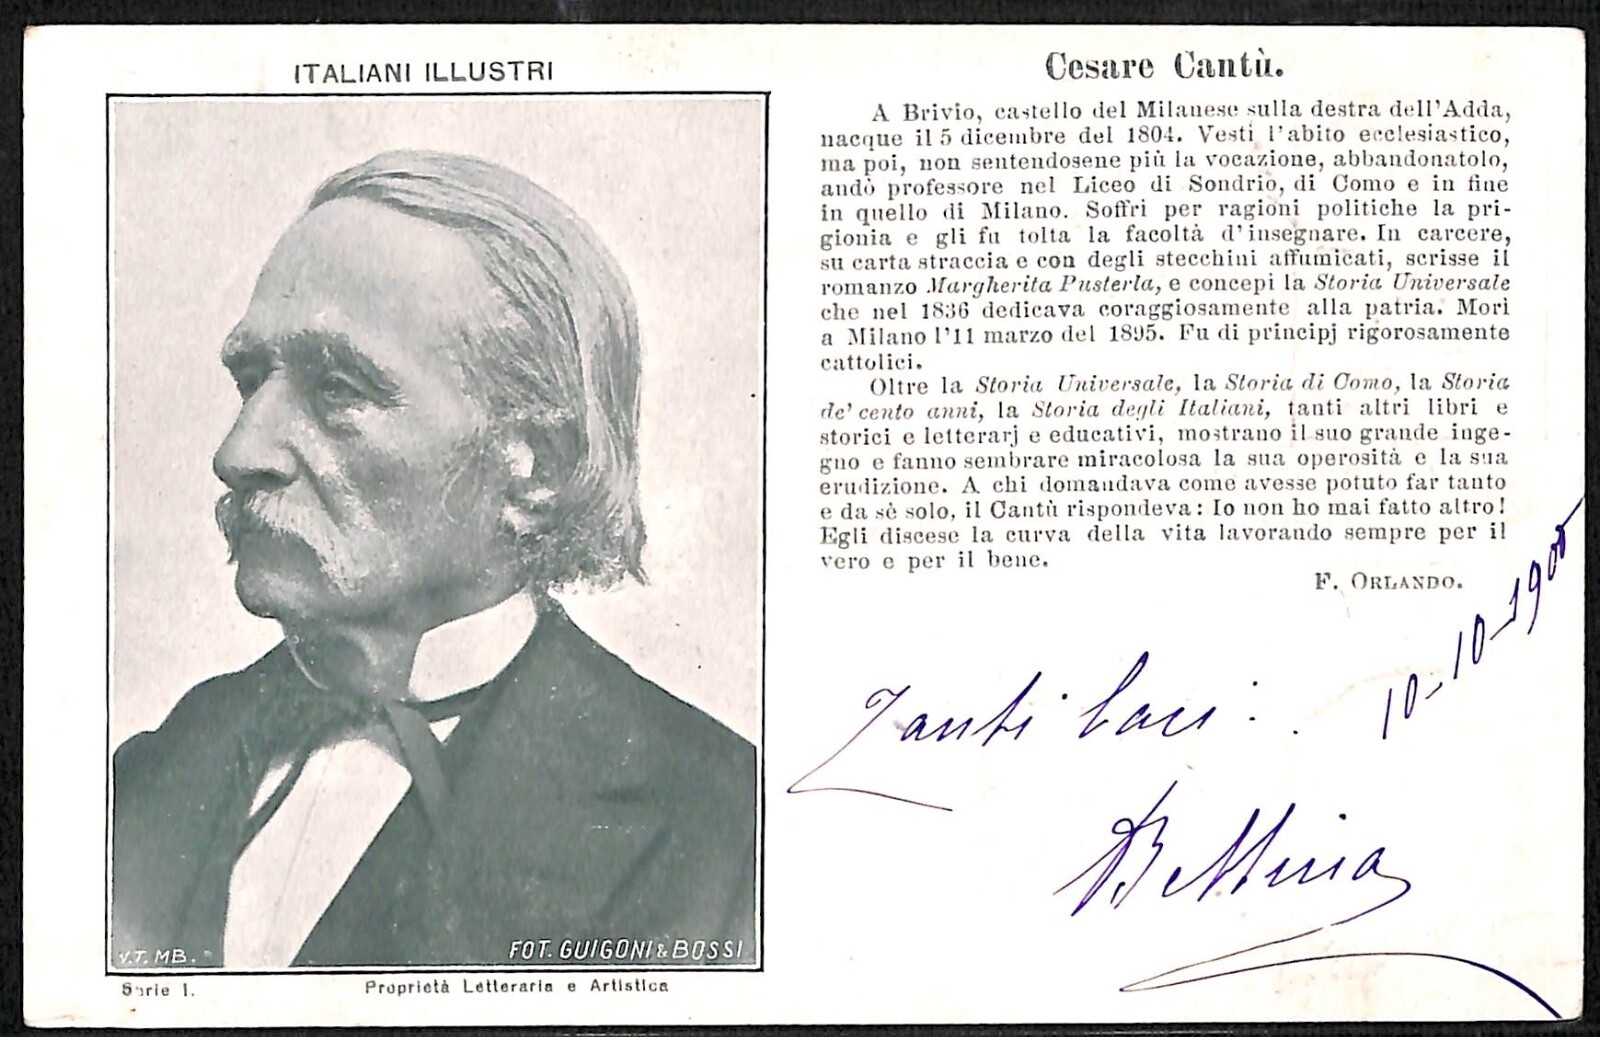 ITALIANI ILLUSTRI
V.T. MB.
FOT. GUIGONI & BOSSI
Serie I.
Proprietà Letteraria e Artistica
Cesare Cantù.
A Brivio, castello del Milanese sulla destra dell'Adda,
nacque il 5 dicembre del 1804. Vestì l'abito ecclesiastico,
ma poi, non sentendosene più la vocazione, abbandonatolo,
andò professore nel Liceo di Sondrio, di Como e in fine
in quello di Milano. Soffrì per ragioni politiche la pri-
gionia e gli fu tolta la facoltà d'insegnare. In carcere,
su carta straccia e con degli stecchini affumicati, scrisse il
romanzo Margherita Pusterla, e concepì la Storia Universale
che nel 1836 dedicava coraggiosamente alla patria. Morì
a Milano l'11 marzo del 1895. Fu di principj rigorosamente
cattolici.
Oltre la Storia Universale, la Storia di Como, la Storia
de' cento anni, la Storia degli Italiani, tanti altri libri e
storici e letterarj e educativi, mostrano il suo grande inge-
gno e fanno sembrare miracolosa la sua operosità e la sua
erudizione. A chi domandava come avesse potuto far tanto
e da sè solo, il Cantù rispondeva: Io non ho mai fatto altro!
Egli discese la curva della vita lavorando sempre per il
vero e per il bene.
F. ORLANDO.
10-10-1900
Tanti baci.
Bettina